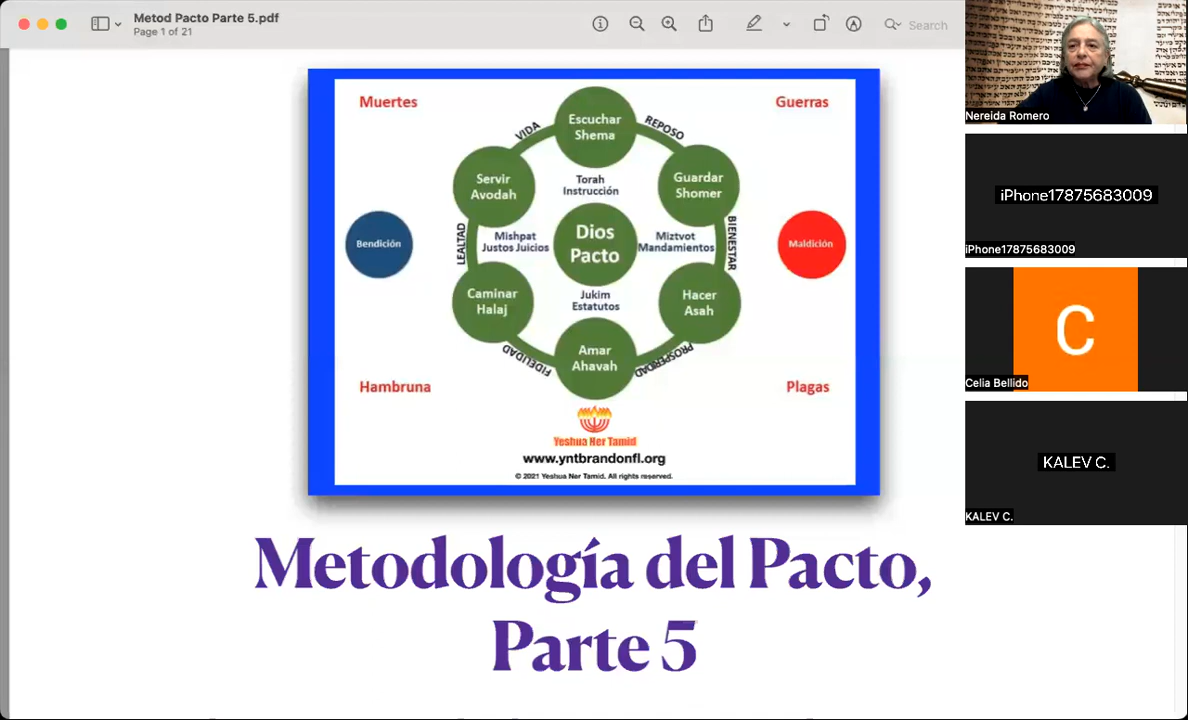 Metod Pacto Parte 5.pdf
Page 1 of 21
Search
Muertes
Guerras
Escuchar
Shema
VIDA
REPOSO
Servir
Avodah
Torah
Instrucción
Guardar
Shomer
Bendición
LEALTAD
Mishpat
Justos Juicios
Dios
Pacto
Miztvot
Mandamientos
BIENESTAR
Maldición
Caminar
Halaj
Jukim
Estatutos
Hacer
Asah
Amar
Ahavah
FIDELIDAD
PROSPERIDAD
Hambruna
Plagas
Yeshua Ner Tamid
www.yntbrandonfl.org
© 2021 Yeshua Ner Tamid. All rights reserved.
Metodología del Pacto,
Parte 5
Nereida Romero
iPhone17875683009
iPhone17875683009
C
Celia Bellido
KALEV C.
KALEV C.